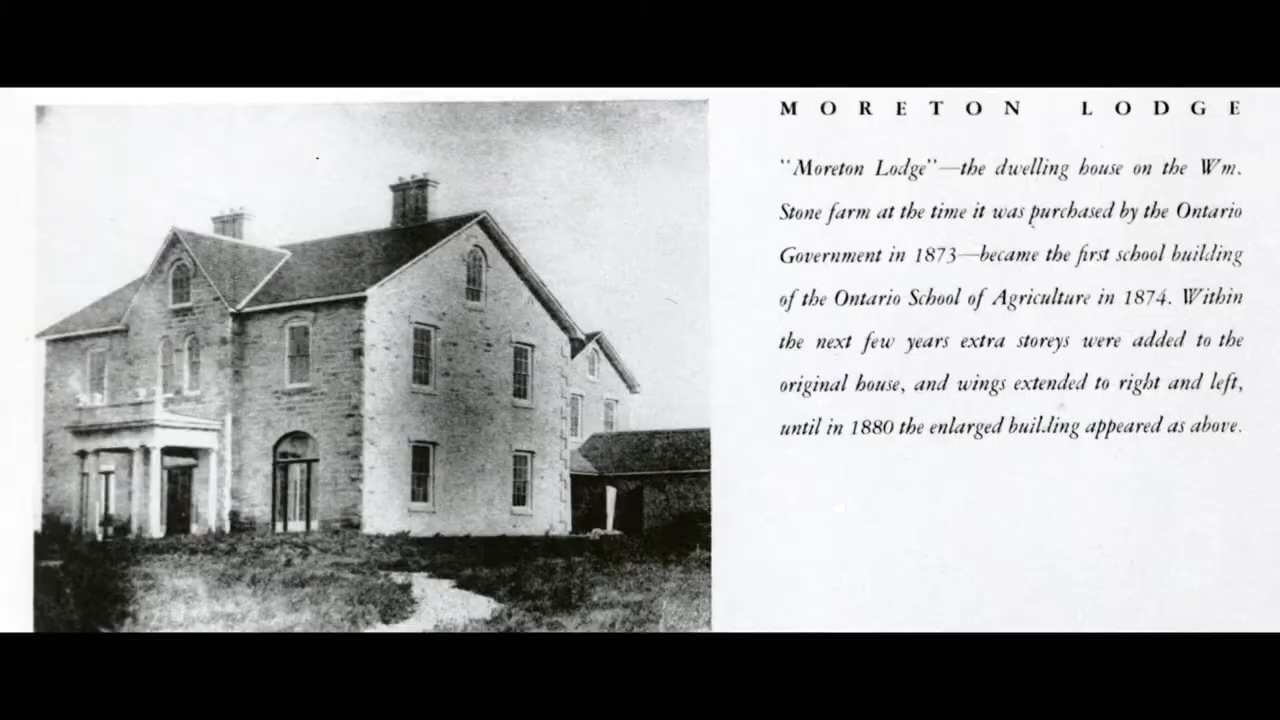 MORETON LODGE
"Moreton Lodge"—the dwelling house on the Wm.
Stone farm at the time it was purchased by the Ontario
Government in 1873—became the first school building
of the Ontario School of Agriculture in 1874. Within
the next few years extra storeys were added to the
original house, and wings extended to right and left,
until in 1880 the enlarged building appeared as above.